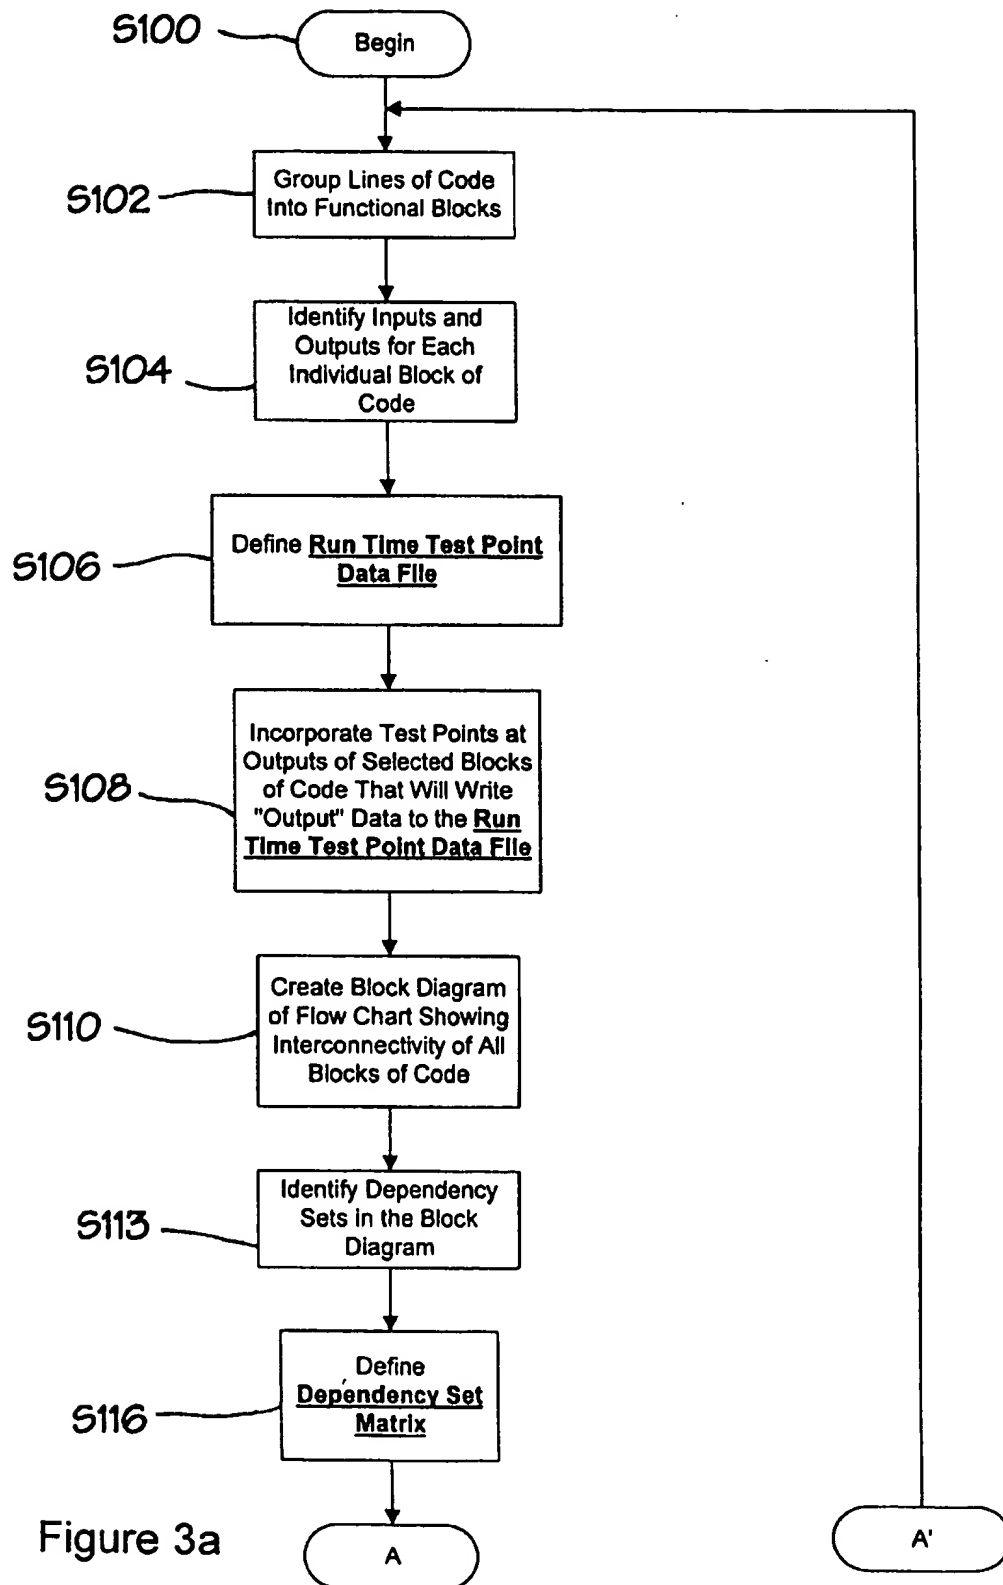 S100
Begin
S102
Group Lines of Code
Into Functional Blocks
S104
Identify Inputs and
Outputs for Each
Individual Block of
Code
S106
Define Run Time Test Point
Data File
S108
Incorporate Test Points at
Outputs of Selected Blocks
of Code That Will Write
"Output" Data to the Run
Time Test Point Data File
S110
Create Block Diagram
of Flow Chart Showing
Interconnectivity of All
Blocks of Code
S113
Identify Dependency
Sets in the Block
Diagram
S116
Define
Dependency Set
Matrix
Figure 3a
A
A'